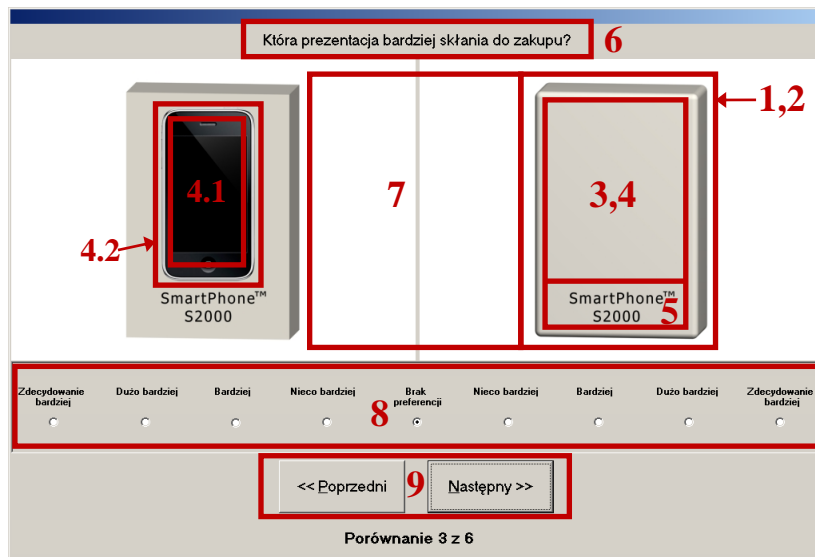 Która prezentacja bardziej skłania do zakupu?
6
1,2
4.1
7
3,4
4.2
SmartPhone™
S2000
SmartPhone™
S2000
5
Zdecydowanie bardziej
Dużo bardziej
Bardziej
Nieco bardziej
Brak preferencji
Nieco bardziej
Bardziej
Dużo bardziej
Zdecydowanie bardziej
8
<< Poprzedni
9
Następny >>
Porównanie 3 z 6